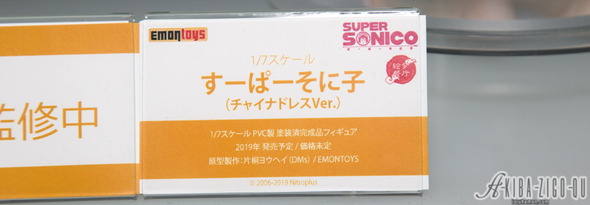 監修中
EMONtoys
SUPER
SONICO
1/7スケール
すーぱーそに子
(チャイナドレスVer.)
1/7スケール PVC製 塗装済完成品フィギュア
2019年 発売予定 / 価格未定
原型製作：片桐ヨウヘイ (DMs) / EMONTOYS
© 2006-2019 Nitroplus
AKIBA-ZIGO-OU